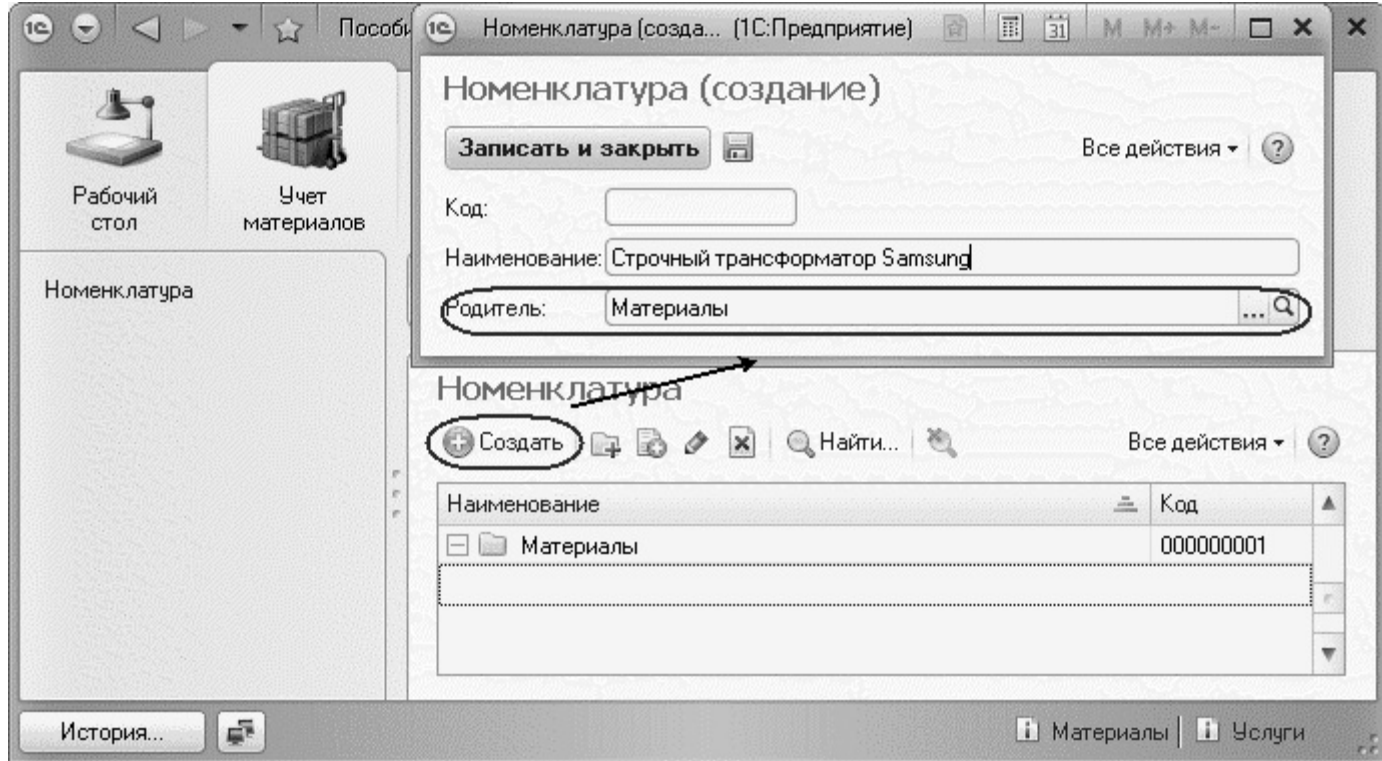 Пособи
Номенклатура (созда... (1С:Предприятие)
31
M M+ M-
Номенклатура (создание)
Записать и закрыть
Все действия
?
Код:
Наименование: Строчный трансформатор Samsung
Родитель: Материалы ...
Рабочий
стол
Учет
материалов
Номенклатура
Номенклатура
Создать
Найти...
Все действия
?
Наименование Код
Материалы 000000001
История...
i Материалы
i Услуги